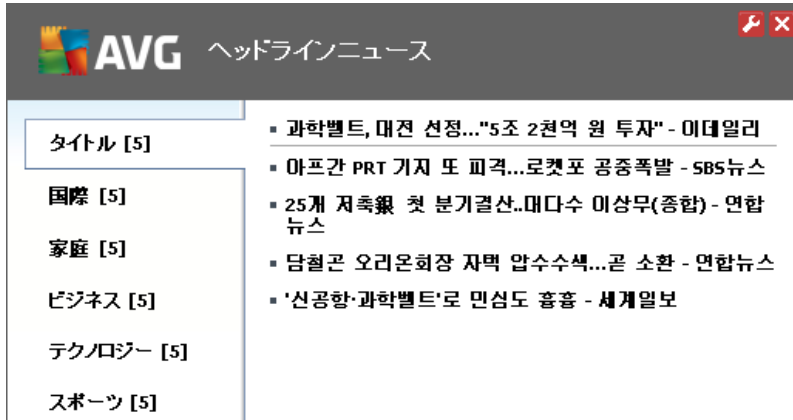 AVG ヘッドラインニュース
タイトル [5]
国際 [5]
家庭 [5]
ビジネス [5]
テクノロジー [5]
スポーツ [5]
과학벨트, 대전 선정..."5조 2천억 원 투자" - 이데일리
아프간 PRT 기지 또 피격...로켓포 공중폭발 - SBS뉴스
25개 저축銀 첫 분기결산..대다수 이상무(종합) - 연합
뉴스
담철곤 오리온회장 자택 압수수색...곧 소환 - 연합뉴스
'신공항·과학벨트'로 민심도 흉흉 - 세계일보